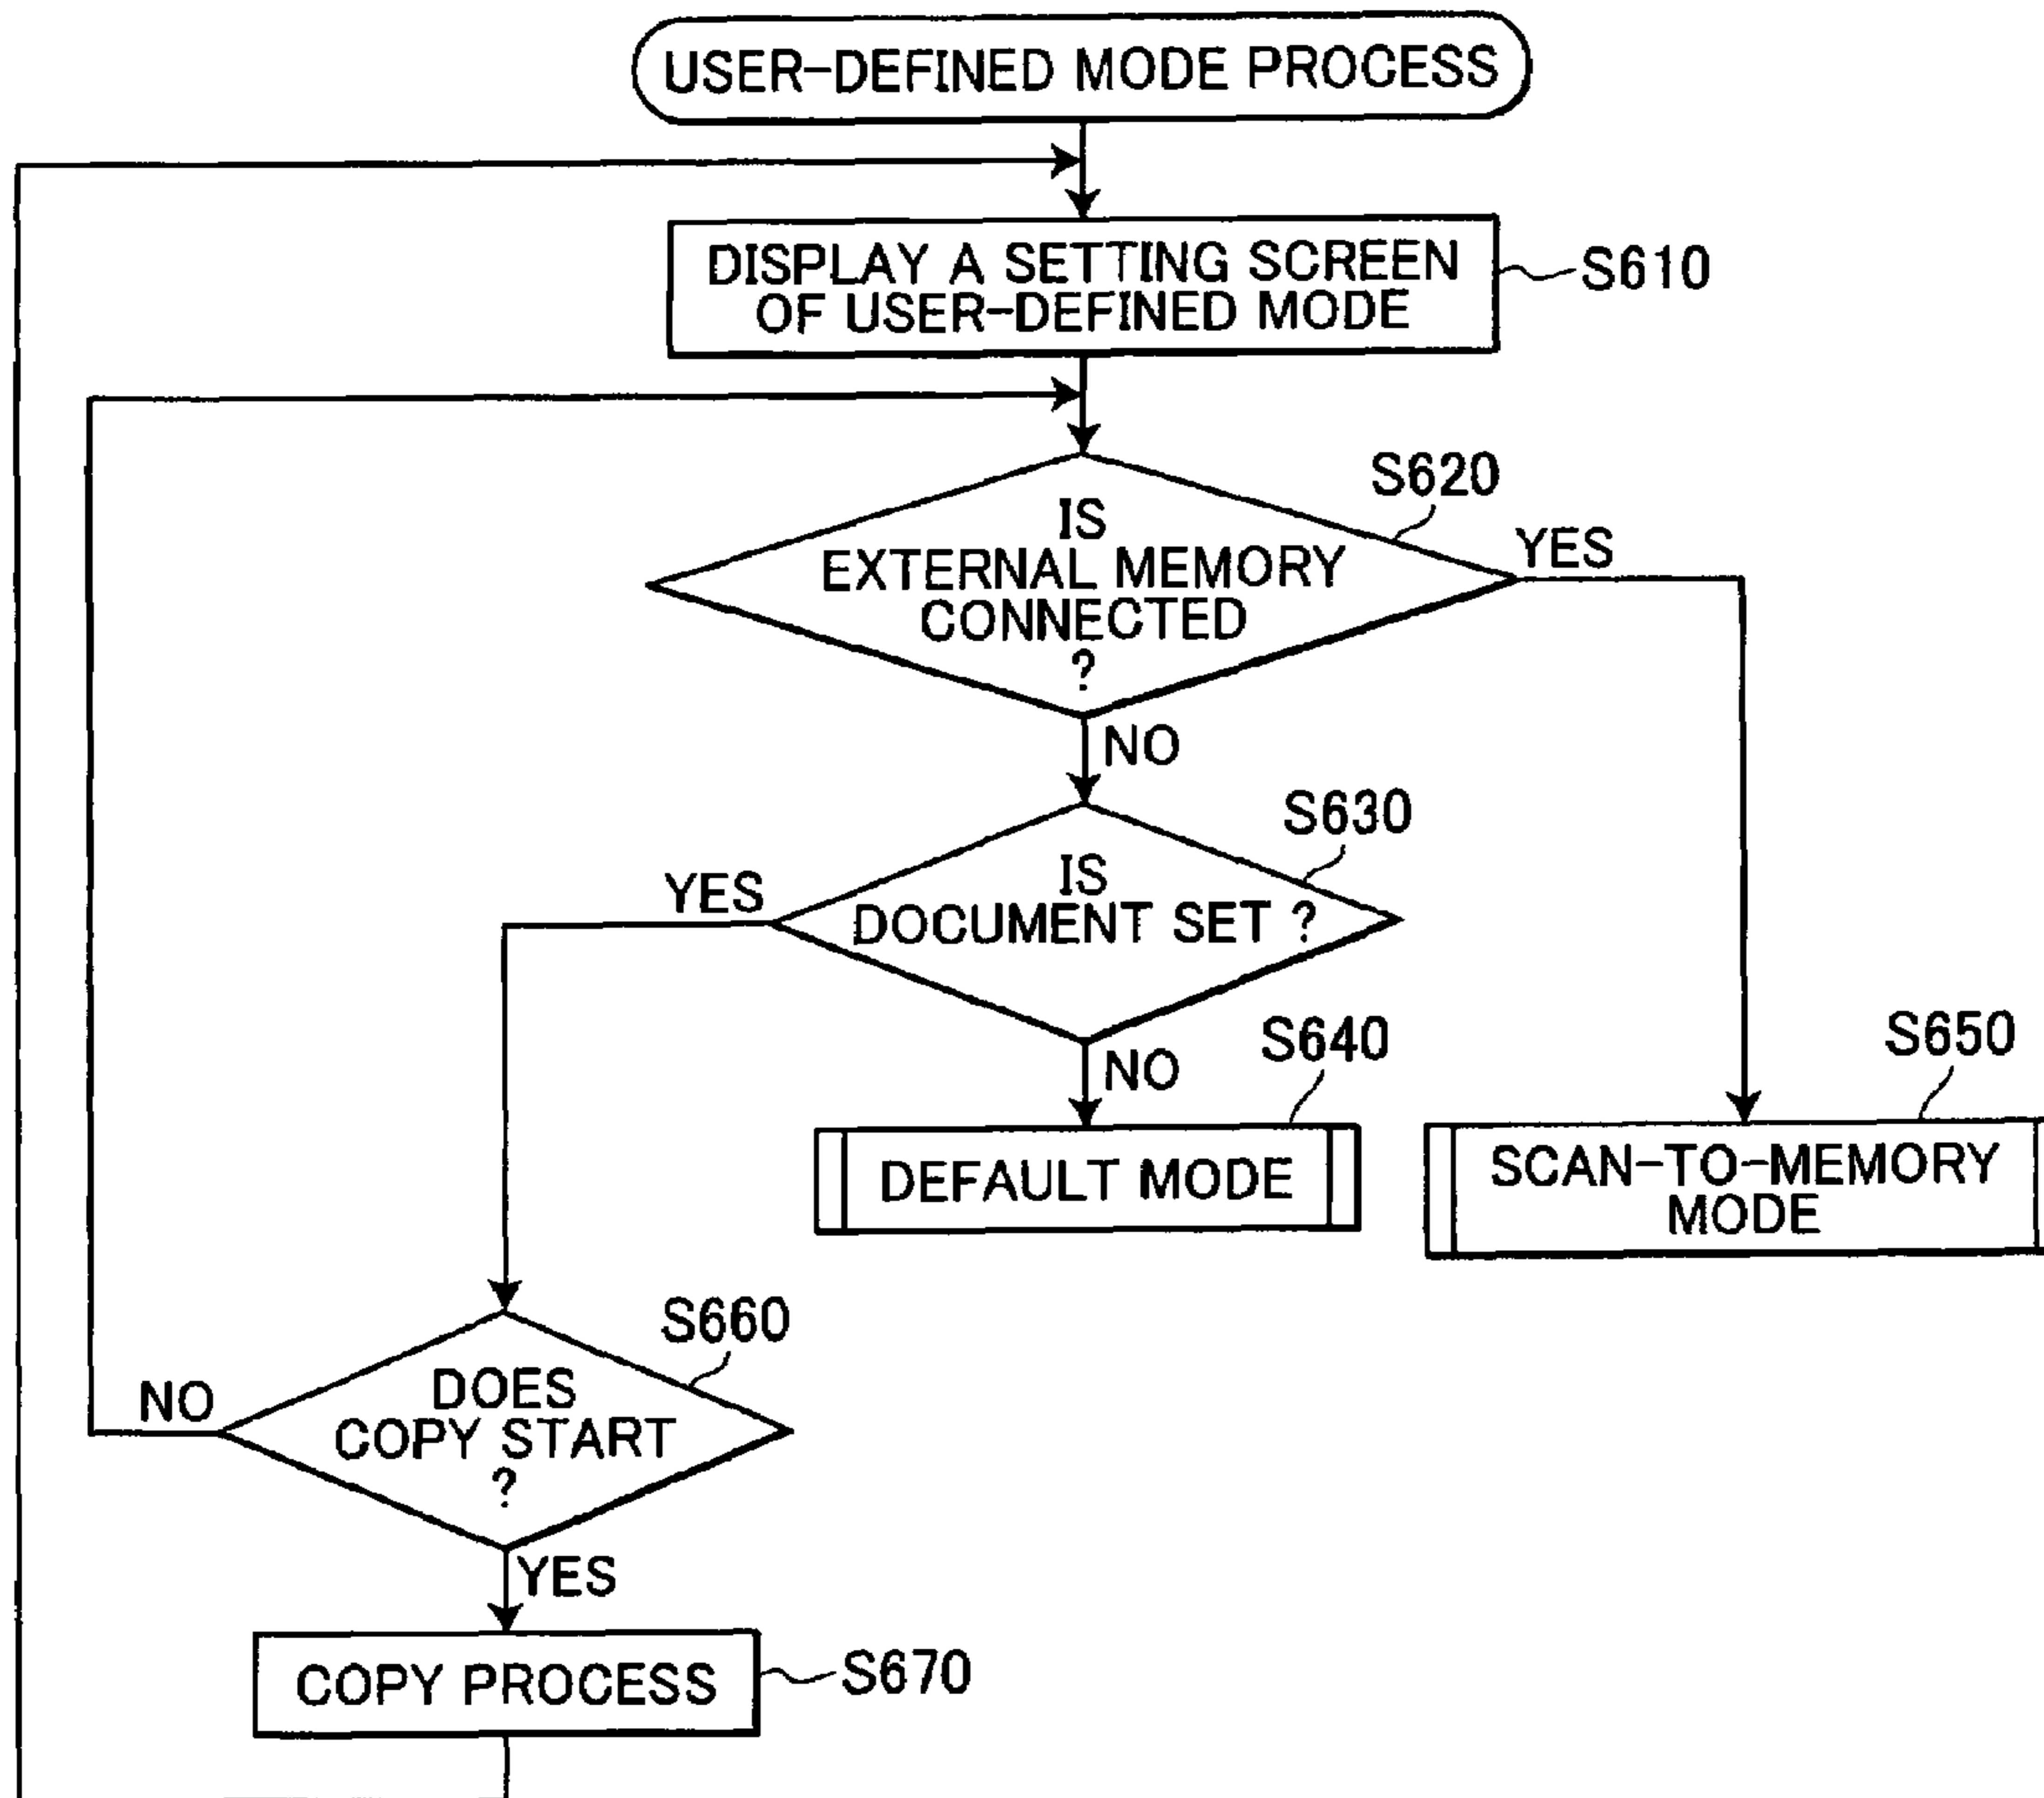 USER-DEFINED MODE PROCESS
DISPLAY A SETTING SCREEN
OF USER-DEFINED MODE
S610
S620
IS
EXTERNAL MEMORY
CONNECTED
?
YES
NO
S630
IS
DOCUMENT SET ?
YES
NO
S640
DEFAULT MODE
S650
SCAN-TO-MEMORY
MODE
S660
DOES
COPY START
?
NO
YES
COPY PROCESS
S670